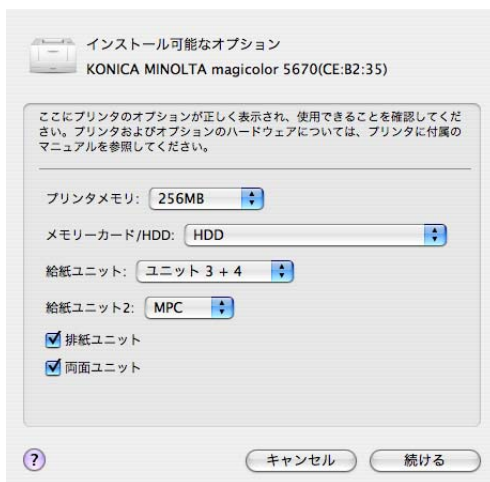 インストール可能なオプション
KONICA MINOLTA magicolor 5670(CE:B2:35)
ここにプリンタのオプションが正しく表示され、使用できることを確認してくだ
さい。プリンタおよびオプションのハードウェアについては、プリンタに付属の
マニュアルを参照してください。
プリンタメモリ: 256MB
メモリーカード/HDD: HDD
給紙ユニット: ユニット 3 + 4
給紙ユニット2: MPC
排紙ユニット
両面ユニット
? キャンセル 続ける